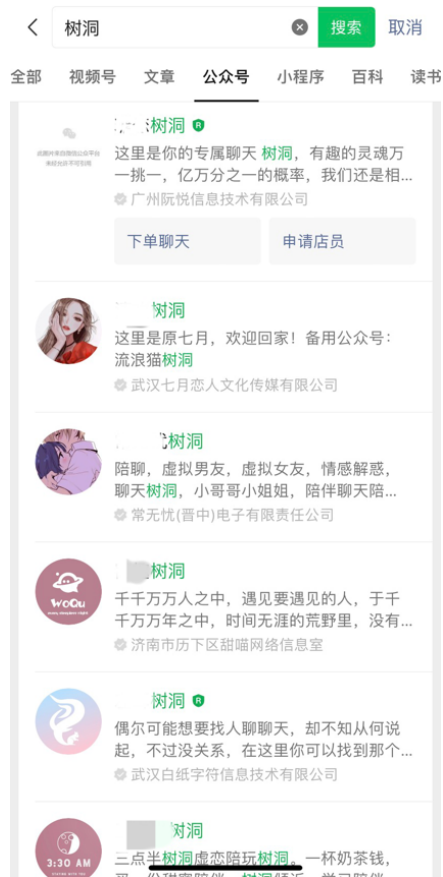 树洞
搜索
取消
全部 视频号 文章 公众号 小程序 百科 读书
树洞
这里是你的专属聊天 树洞，有趣的灵魂万
里挑一，亿万分之一的概率，我们还是相...
广州阮悦信息技术有限公司
下单聊天 申请店员
树洞
这里是原七月，欢迎回家！备用公众号：
流浪猫树洞
武汉七月恋人文化传媒有限公司
树洞
陪聊，虚拟男友，虚拟女友，情感解惑，
聊天树洞，小哥哥小姐姐，陪伴聊天陪...
常无忧(晋中)电子有限责任公司
树洞
WoQu
千千万万人之中，遇见要遇见的人，于千
千万万年之中，时间无涯的荒野里，没有...
济南市历下区甜喵网络信息室
树洞
偶尔可能想要找人聊聊天，却不知从何说
起，不过没关系，在这里你可以找到那个...
武汉白纸字符信息技术有限公司
树洞
3:30 AM
三点半树洞虚恋陪玩树洞。一杯奶茶钱，